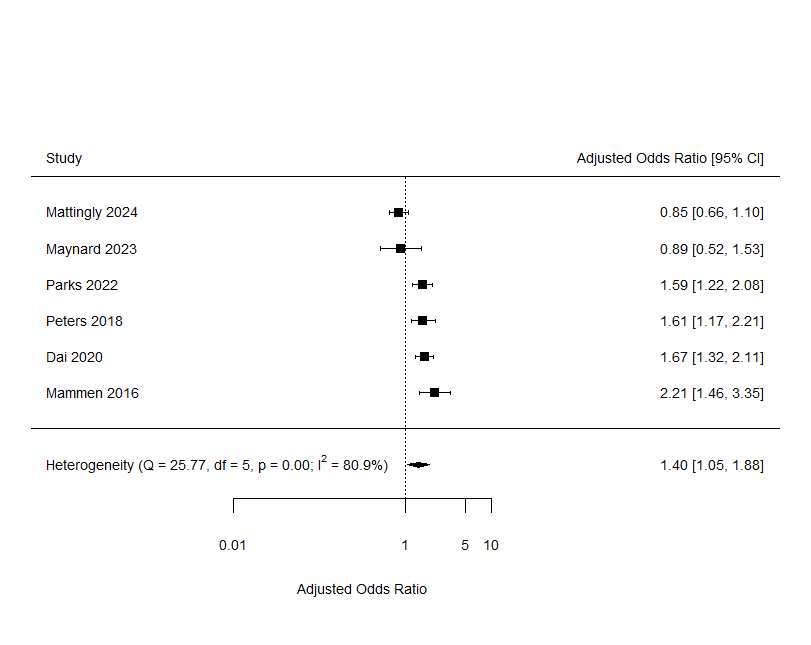 Study Adjusted Odds Ratio [95% CI]
Mattingly 2024 0.85 [0.66, 1.10]
Maynard 2023 0.89 [0.52, 1.53]
Parks 2022 1.59 [1.22, 2.08]
Peters 2018 1.61 [1.17, 2.21]
Dai 2020 1.67 [1.32, 2.11]
Mammen 2016 2.21 [1.46, 3.35]
Heterogeneity (Q = 25.77, df = 5, p = 0.00; I² = 80.9%) 1.40 [1.05, 1.88]
0.01 1 5 10
Adjusted Odds Ratio